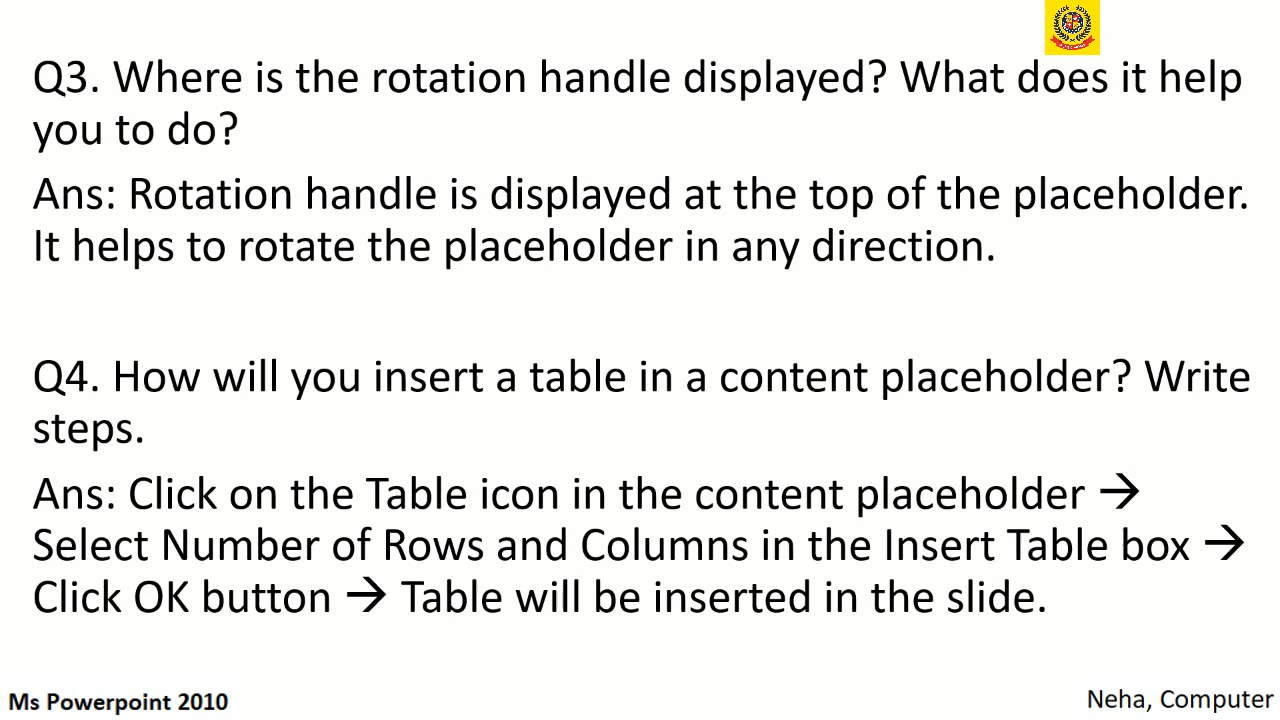 Q3. Where is the rotation handle displayed? What does it help
you to do?
Ans: Rotation handle is displayed at the top of the placeholder.
It helps to rotate the placeholder in any direction.
Q4. How will you insert a table in a content placeholder? Write
steps.
Ans: Click on the Table icon in the content placeholder →
Select Number of Rows and Columns in the Insert Table box →
Click OK button → Table will be inserted in the slide.
Ms Powerpoint 2010
Neha, Computer